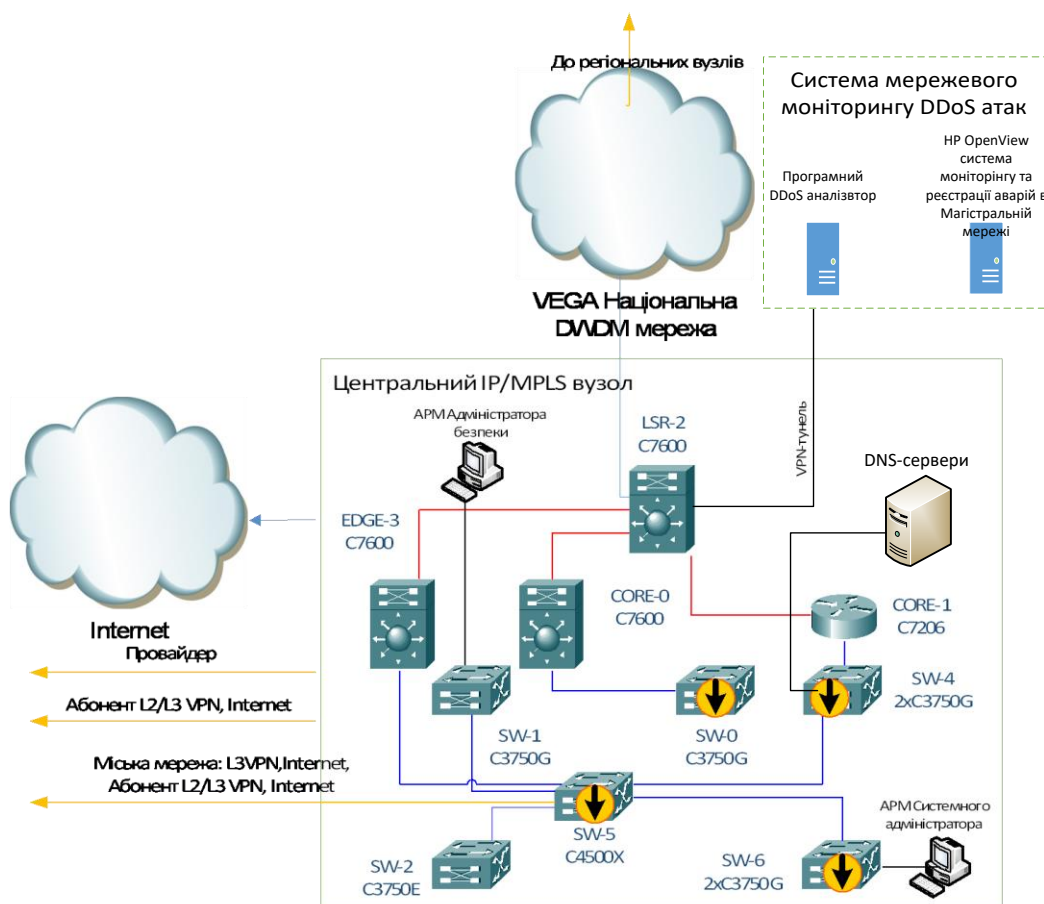 До регіональних вузлів
Система мережевого
моніторингу DDoS атак
Програмний
DDoS аналізвтор
HP OpenView
система
моніторінгу та
реєстрації аварій в
Магістральній
мережі
VEGA Національна
DWDM мережа
VPN-тунель
Центральний IP/MPLS вузол
АРМ Адміністратора
безпеки
LSR-2
C7600
DNS-сервери
EDGE-3
C7600
CORE-0
C7600
CORE-1
C7206
Internet
Провайдер
Абонент L2/L3 VPN, Internet
SW-1
C3750G
SW-0
C3750G
SW-4
2xC3750G
Міська мережа: L3VPN,Internet,
Абонент L2/L3 VPN, Internet
SW-5
C4500X
SW-2
C3750E
SW-6
2xC3750G
АРМ Системного
адміністратора